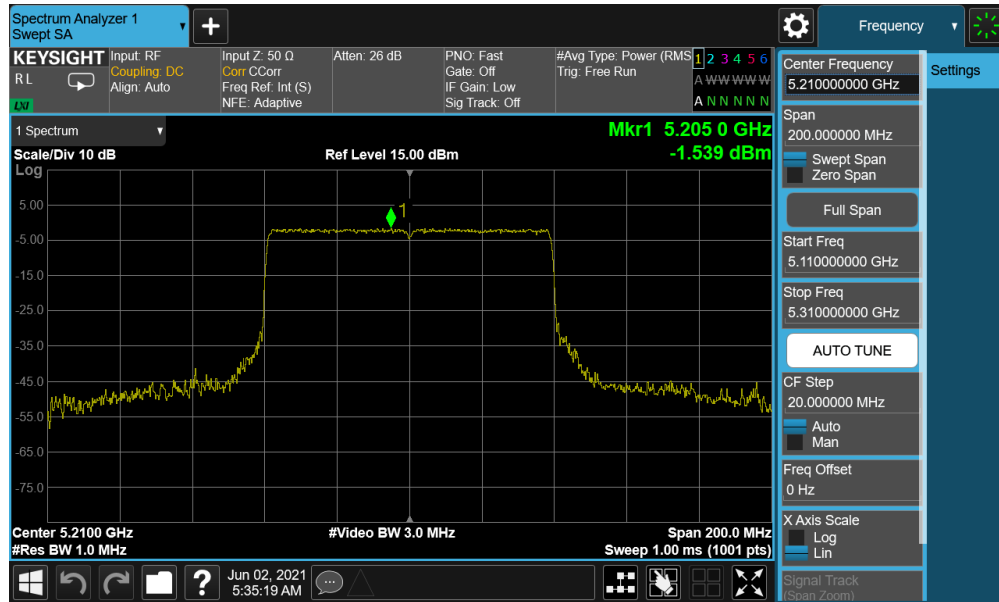 Spectrum Analyzer 1
Swept SA
+
Frequency
KEYSIGHT
R L
LXI
Input: RF
Coupling: DC
Align: Auto
Input Z: 50 Ω
Corr CCorr
Freq Ref: Int (S)
NFE: Adaptive
Atten: 26 dB
PNO: Fast
Gate: Off
IF Gain: Low
Sig Track: Off
#Avg Type: Power (RMS
Trig: Free Run
1 2 3 4 5 6
A W W W W W
A N N N N N
Center Frequency
5.210000000 GHz
Settings
Span
200.000000 MHz
Swept Span
Zero Span
Full Span
Start Freq
5.110000000 GHz
Stop Freq
5.310000000 GHz
AUTO TUNE
CF Step
20.000000 MHz
Auto
Man
Freq Offset
0 Hz
X Axis Scale
Log
Lin
Signal Track
(Span Zoom)
1 Spectrum
Mkr1 5.205 0 GHz
Scale/Div 10 dB
Ref Level 15.00 dBm
-1.539 dBm
Log
1
5.00
-5.00
-15.0
-25.0
-35.0
-45.0
-55.0
-65.0
-75.0
Center 5.2100 GHz
#Video BW 3.0 MHz
Span 200.0 MHz
#Res BW 1.0 MHz
Sweep 1.00 ms (1001 pts)
?
Jun 02, 2021
5:35:19 AM